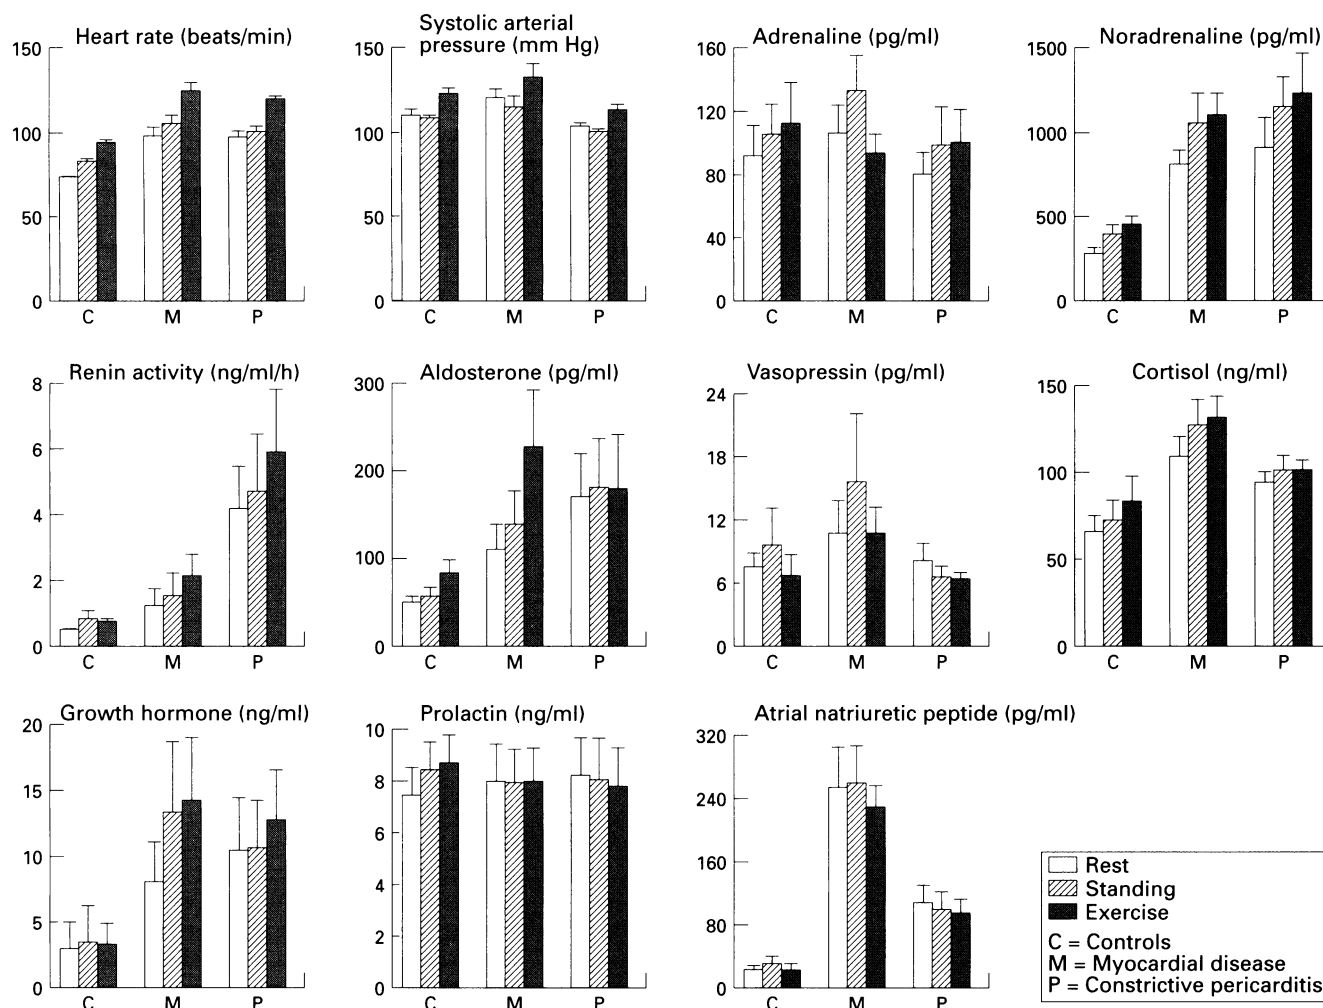 Heart rate (beats/min)
150
100
50
0
C M P
Systolic arterial
pressure (mm Hg)
150
100
50
0
C M P
Adrenaline (pg/ml)
160
120
80
40
0
C M P
Noradrenaline (pg/ml)
1500
1000
500
0
C M P
Renin activity (ng/ml/h)
8
6
4
2
0
C M P
Aldosterone (pg/ml)
300
200
100
0
C M P
Vasopressin (pg/ml)
24
18
12
6
0
C M P
Cortisol (ng/ml)
150
100
50
0
C M P
Growth hormone (ng/ml)
20
15
10
5
0
C M P
Prolactin (ng/ml)
10
8
6
4
2
0
C M P
Atrial natriuretic peptide (pg/ml)
320
240
160
80
0
C M P
Rest
Standing
Exercise
C = Controls
M = Myocardial disease
P = Constrictive pericarditis